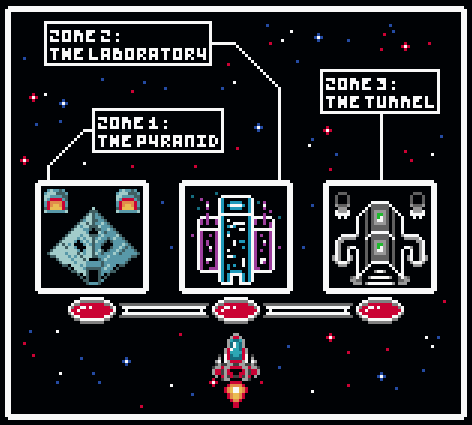 ZONE 2:
THE LABORATORY
ZONE 3:
THE TUNNEL
ZONE 1:
THE PYRAMID